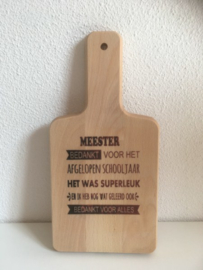 MEESTER
BEDANKT VOOR HET
AFGELOPEN SCHOOLJAAR
HET WAS SUPERLEUK
EN IK HEB NOG WAT GELEERD OOK
BEDANKT VOOR ALLES